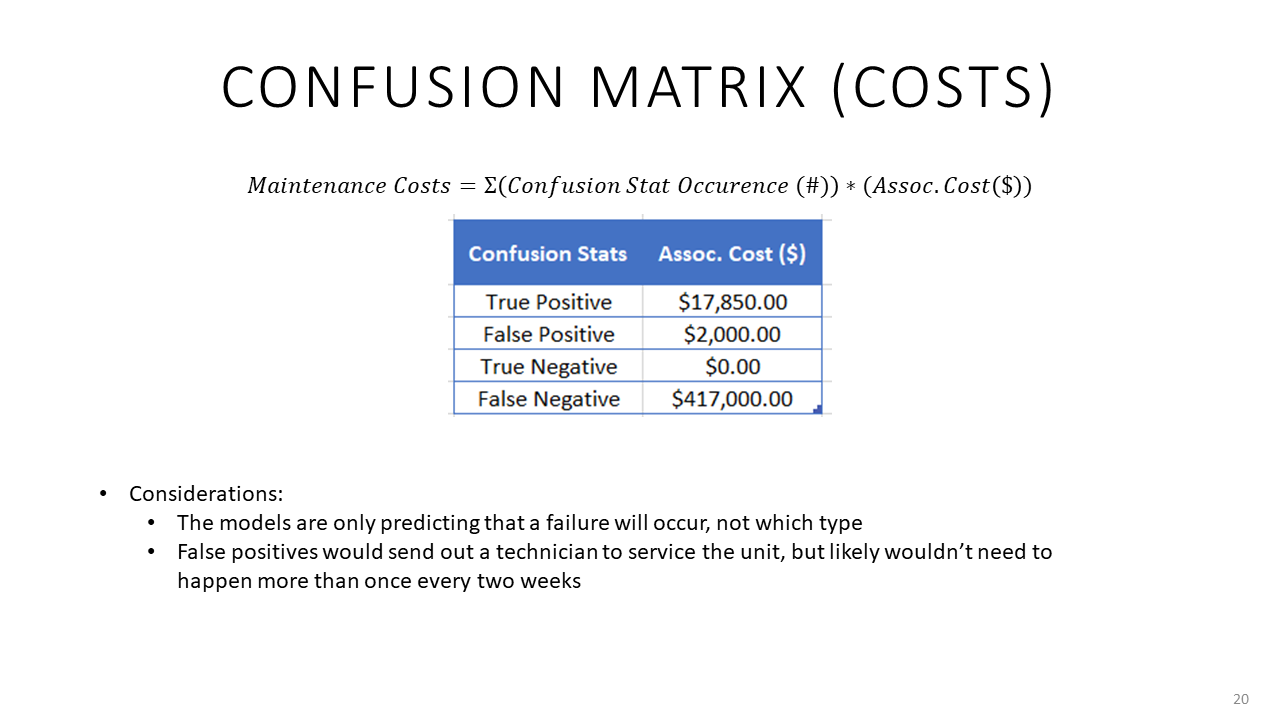 CONFUSION MATRIX (COSTS)
Maintenance Costs = Σ(Confusion Stat Occurence (#)) ∗ (Assoc. Cost($))
Confusion Stats Assoc. Cost ($)
True Positive $17,850.00
False Positive $2,000.00
True Negative $0.00
False Negative $417,000.00
• Considerations:
• The models are only predicting that a failure will occur, not which type
• False positives would send out a technician to service the unit, but likely wouldn’t need to
happen more than once every two weeks
20